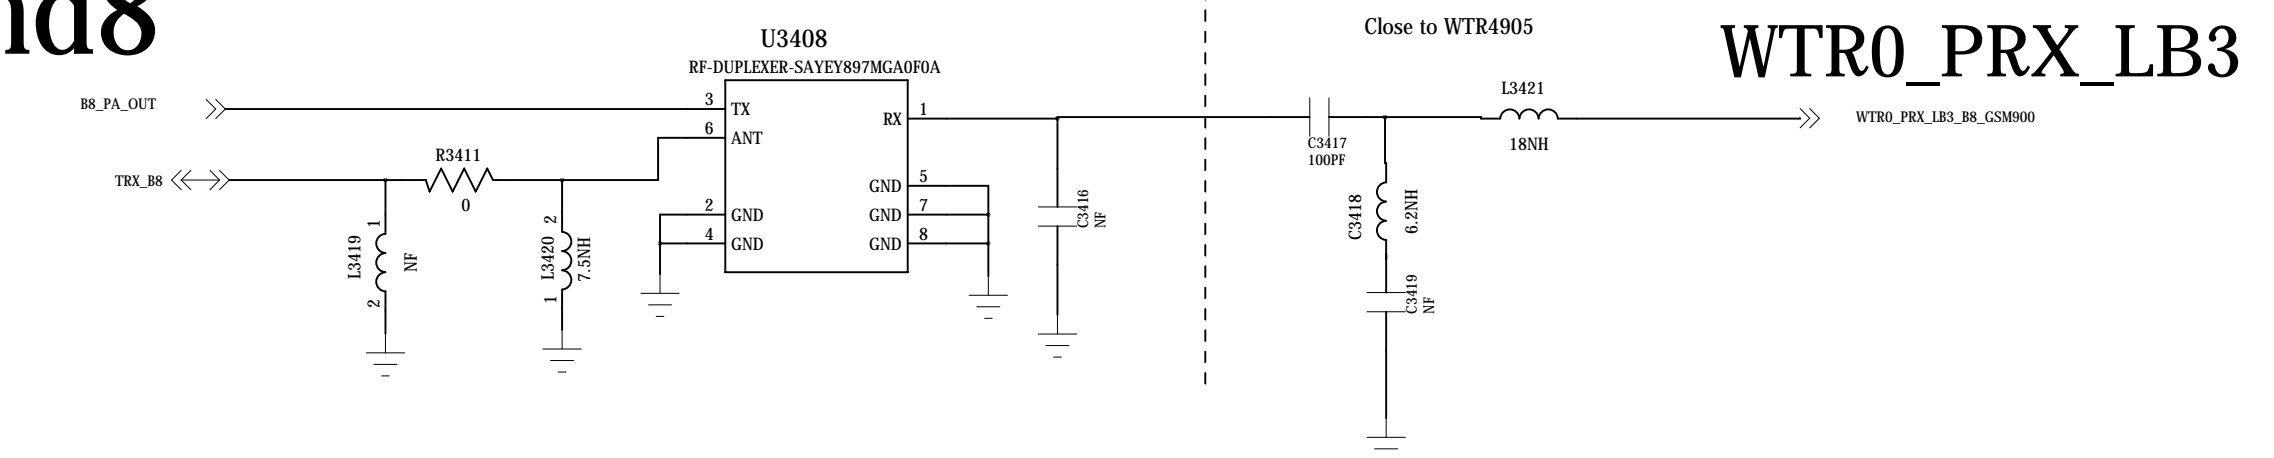 nd8
U3408
RF-DUPLEXER-SAYEY897MGA0F0A
Close to WTR4905
WTR0_PRX_LB3
B8_PA_OUT
3
TX
6
ANT
RX
1
L3421
18NH
WTR0_PRX_LB3_B8_GSM900
C3417
100PF
TRX_B8
R3411
0
2
GND
4
GND
GND
5
GND
7
GND
8
C3416
NF
C3418
6.2NH
C3419
NF
L3419
NF
1
2
L3420
7.5NH
2
1